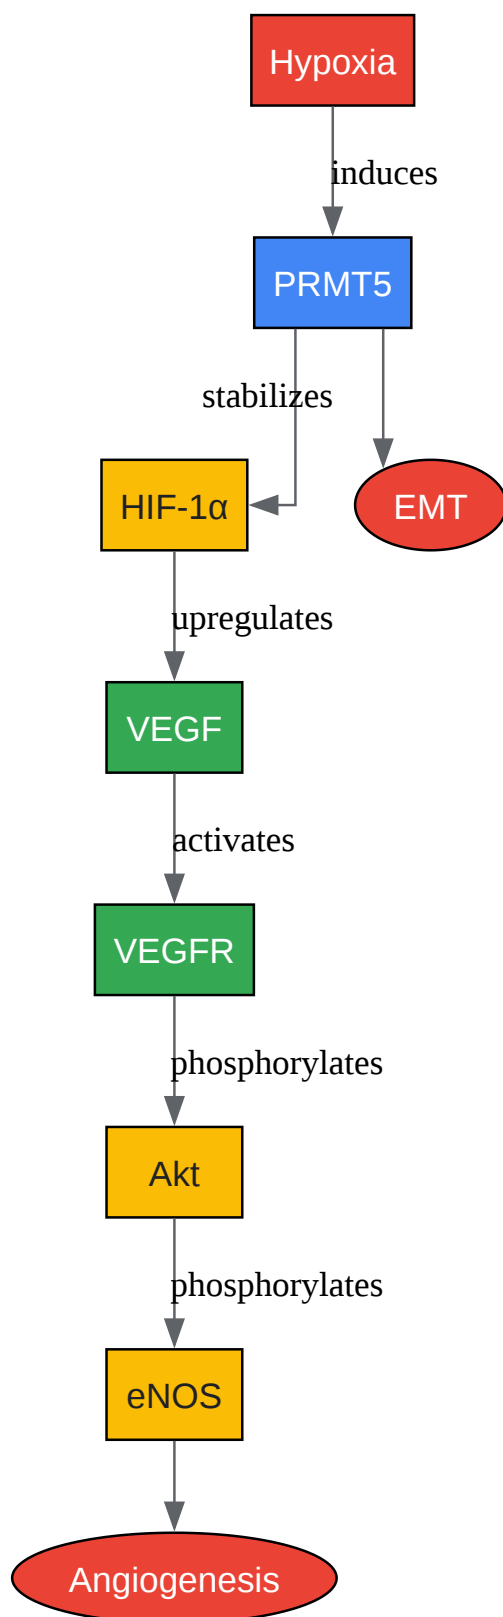 Hypoxia
induces
PRMT5
stabilizes
HIF-1α
EMT
upregulates
VEGF
activates
VEGFR
phosphorylates
Akt
phosphorylates
eNOS
Angiogenesis